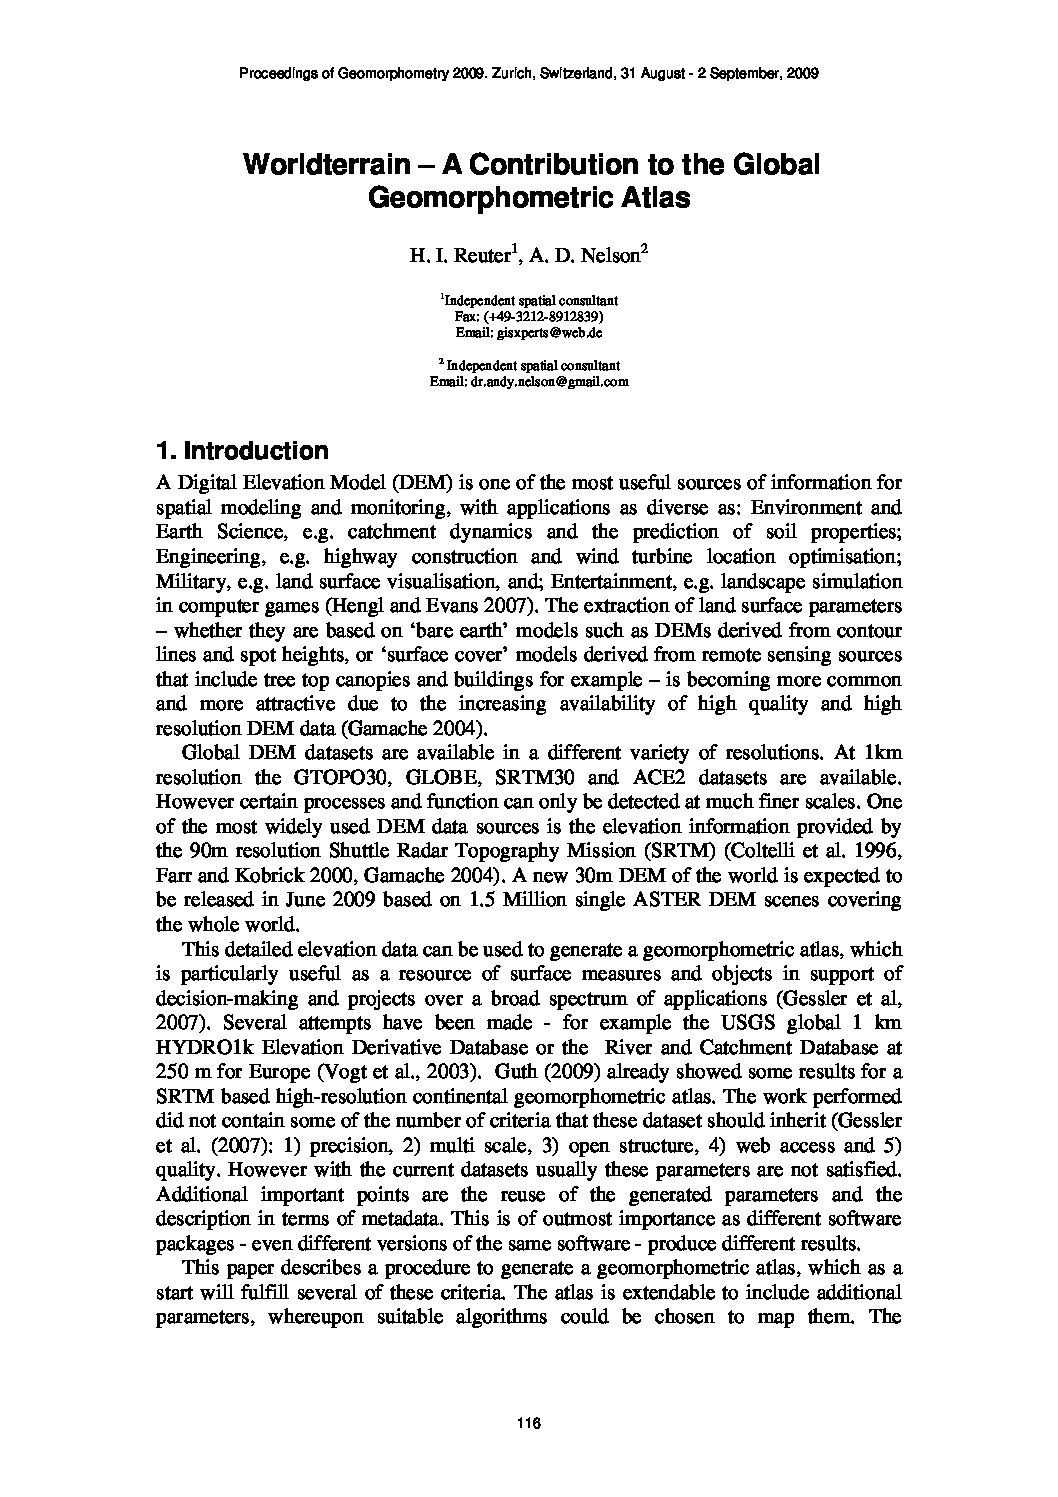 Proceedings of Geomorphometry 2009. Zurich, Switzerland, 31 August - 2 September, 2009
Worldterrain – A Contribution to the Global
Geomorphometric Atlas
H. I. Reuter1, A. D. Nelson2
1Independent spatial consultant
Fax: (+49-3212-8912839)
Email: gisxperts@web.de
2 Independent spatial consultant
Email: dr.andy.nelson@gmail.com
1. Introduction
A Digital Elevation Model (DEM) is one of the most useful sources of information for
spatial modeling and monitoring, with applications as diverse as: Environment and
Earth Science, e.g. catchment dynamics and the prediction of soil properties;
Engineering, e.g. highway construction and wind turbine location optimisation;
Military, e.g. land surface visualisation, and; Entertainment, e.g. landscape simulation
in computer games (Hengl and Evans 2007). The extraction of land surface parameters
– whether they are based on ‘bare earth’ models such as DEMs derived from contour
lines and spot heights, or ‘surface cover’ models derived from remote sensing sources
that include tree top canopies and buildings for example – is becoming more common
and more attractive due to the increasing availability of high quality and high
resolution DEM data (Gamache 2004).
Global DEM datasets are available in a different variety of resolutions. At 1km
resolution the GTOPO30, GLOBE, SRTM30 and ACE2 datasets are available.
However certain processes and function can only be detected at much finer scales. One
of the most widely used DEM data sources is the elevation information provided by
the 90m resolution Shuttle Radar Topography Mission (SRTM) (Coltelli et al. 1996,
Farr and Kobrick 2000, Gamache 2004). A new 30m DEM of the world is expected to
be released in June 2009 based on 1.5 Million single ASTER DEM scenes covering
the whole world.
This detailed elevation data can be used to generate a geomorphometric atlas, which
is particularly useful as a resource of surface measures and objects in support of
decision-making and projects over a broad spectrum of applications (Gessler et al,
2007). Several attempts have been made - for example the USGS global 1 km
HYDRO1k Elevation Derivative Database or the River and Catchment Database at
250 m for Europe (Vogt et al., 2003). Guth (2009) already showed some results for a
SRTM based high-resolution continental geomorphometric atlas. The work performed
did not contain some of the number of criteria that these dataset should inherit (Gessler
et al. (2007): 1) precision, 2) multi scale, 3) open structure, 4) web access and 5)
quality. However with the current datasets usually these parameters are not satisfied.
Additional important points are the reuse of the generated parameters and the
description in terms of metadata. This is of outmost importance as different software
packages - even different versions of the same software - produce different results.
This paper describes a procedure to generate a geomorphometric atlas, which as a
start will fulfill several of these criteria. The atlas is extendable to include additional
parameters, whereupon suitable algorithms could be chosen to map them. The
116